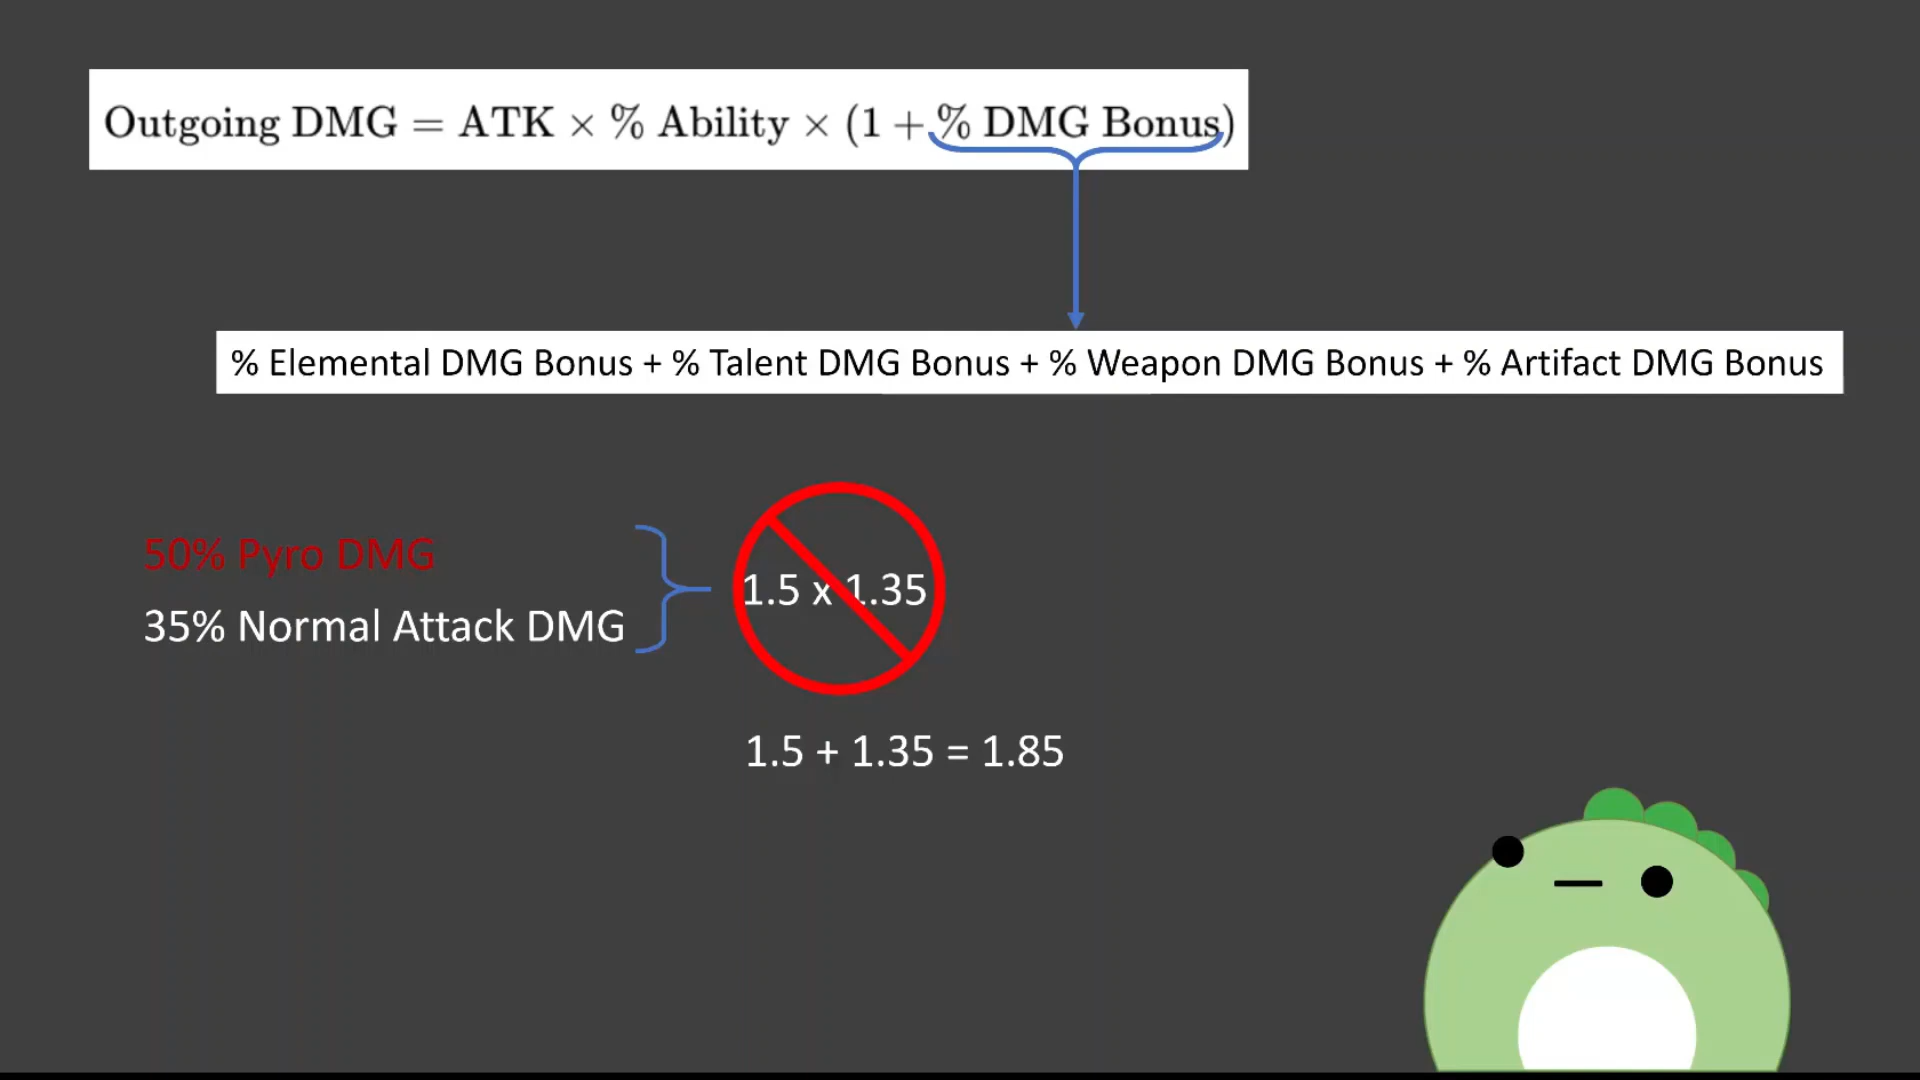 Outgoing DMG = ATK × % Ability × (1 + % DMG Bonus)
% Elemental DMG Bonus + % Talent DMG Bonus + % Weapon DMG Bonus + % Artifact DMG Bonus
50% Pyro DMG
35% Normal Attack DMG
1.5 x 1.35
1.5 + 1.35 = 1.85